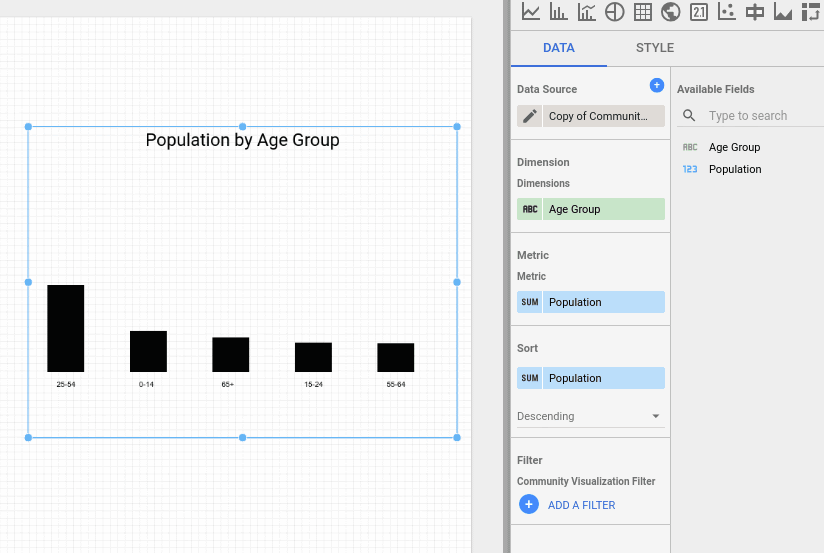 2.1
DATA
STYLE
Data Source
Copy of Communit...
Dimension
Dimensions
ABC
Age Group
Metric
Metric
SUM
Population
Sort
SUM
Population
Descending
Filter
Community Visualization Filter
ADD A FILTER
Available Fields
Type to search
ABC
Age Group
123
Population
Population by Age Group
25-54
0-14
65+
15-24
55-64